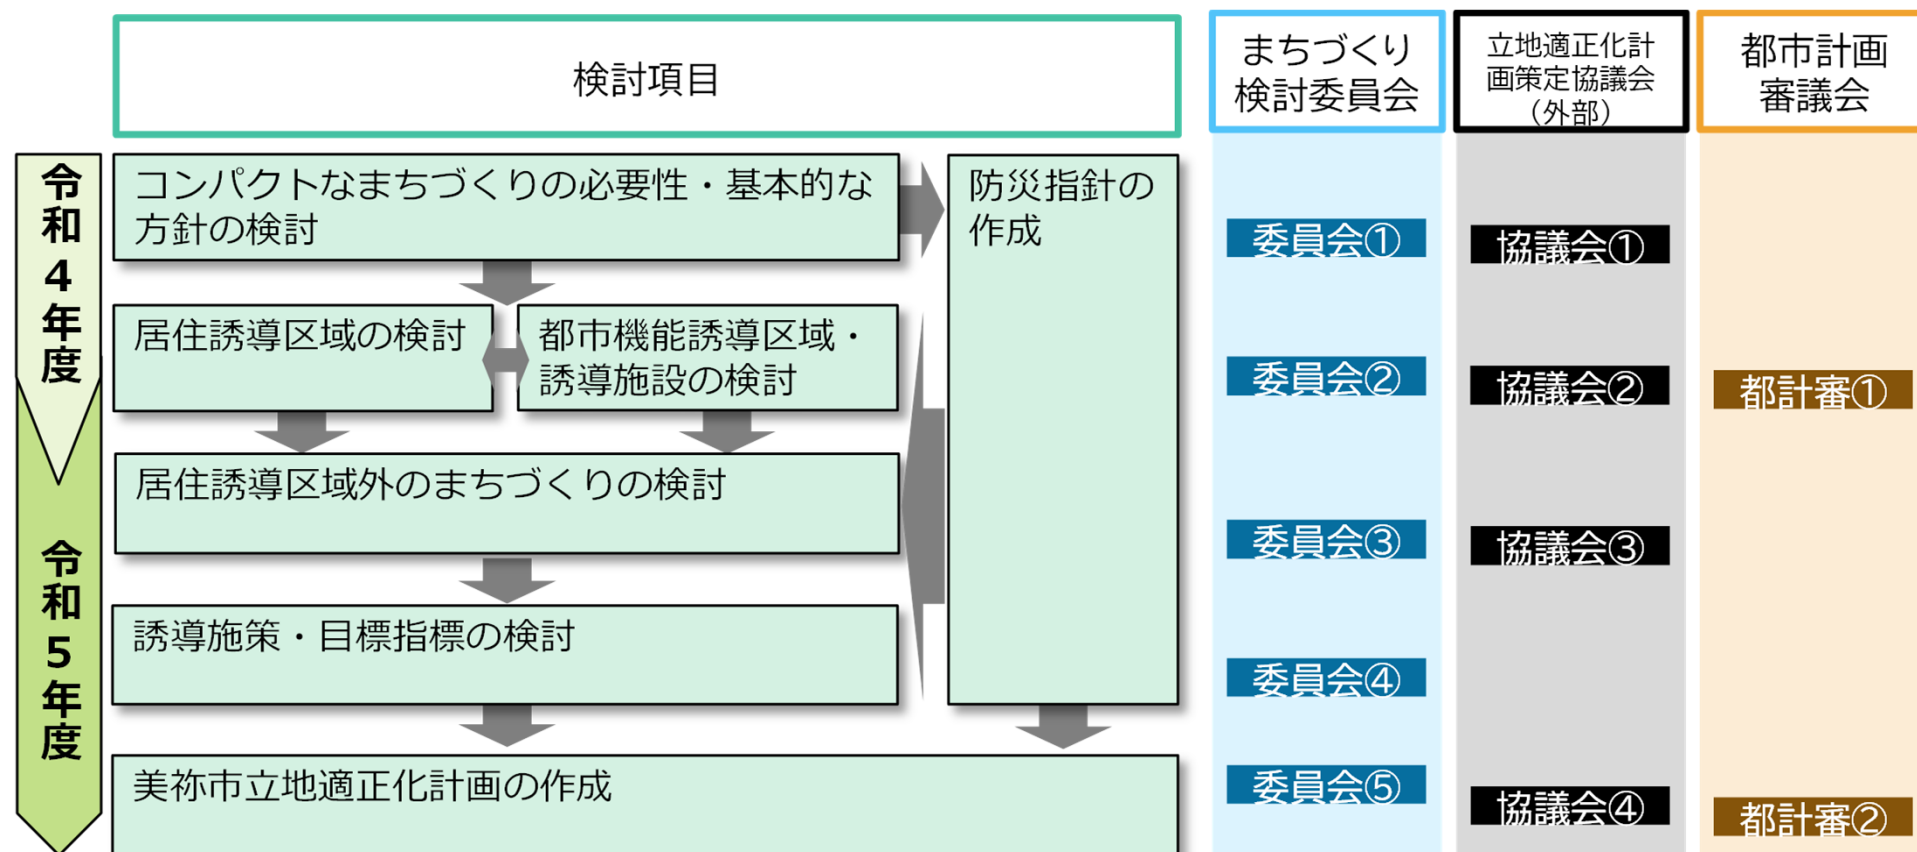 検討項目
まちづくり
検討委員会
立地適正化計
画策定協議会
（外部）
都市計画
審議会
令和4年度
コンパクトなまちづくりの必要性・基本的な
方針の検討
防災指針の
作成
委員会①
協議会①
居住誘導区域の検討
都市機能誘導区域・
誘導施設の検討
委員会②
協議会②
都計審①
居住誘導区域外のまちづくりの検討
委員会③
協議会③
令和5年度
誘導施策・目標指標の検討
委員会④
美祢市立地適正化計画の作成
委員会⑤
協議会④
都計審②